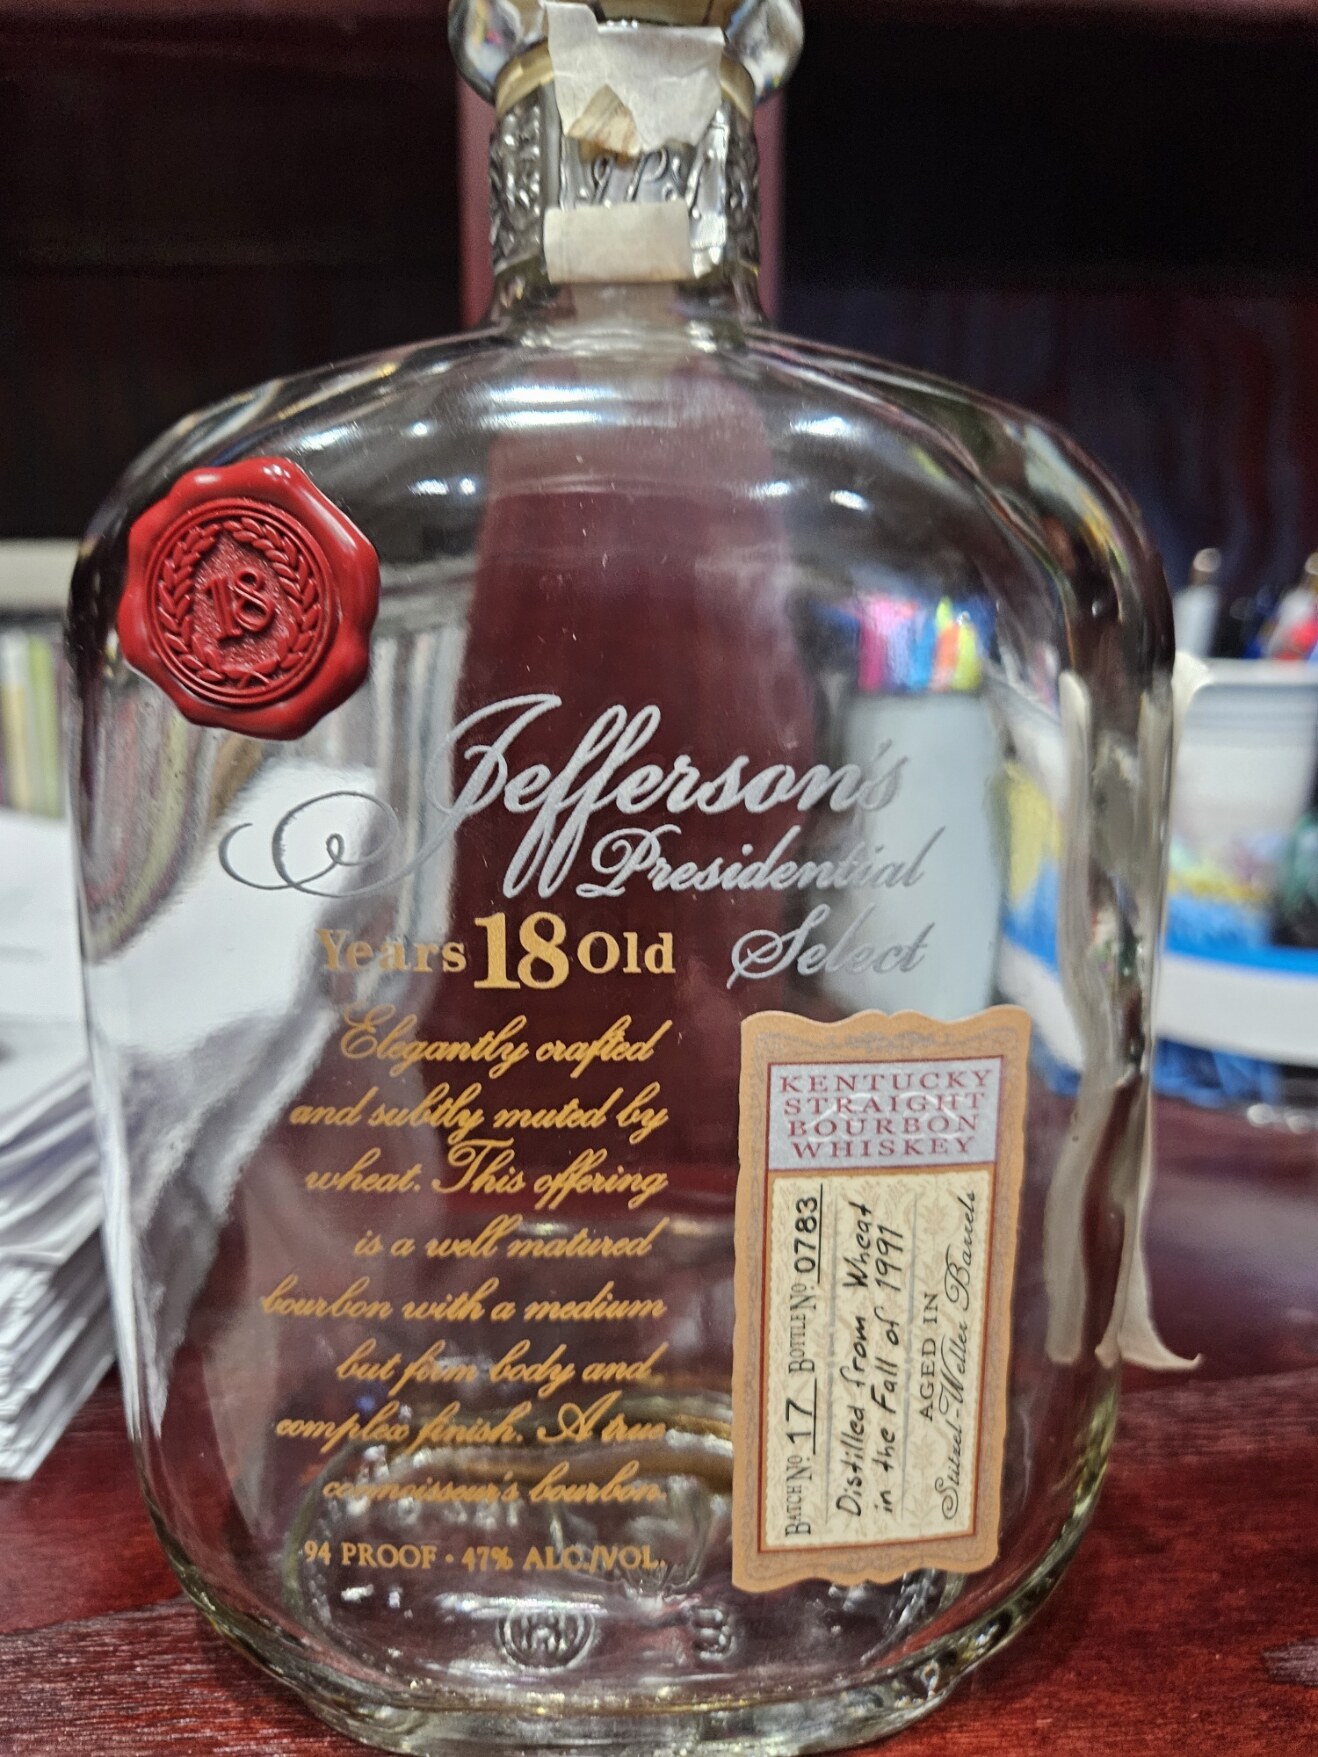 18
Jefferson's
Presidential
Select
Years 18 Old
Elegantly crafted
and subtly muted by
wheat. This offering
is a well matured
bourbon with a medium
but firm body and
complex finish. A true
connoisseur's bourbon.
94 PROOF · 47% ALC./VOL.
KENTUCKY
STRAIGHT
BOURBON
WHISKEY
BATCH Nº 17 BOTTLE Nº 0783
Distilled from Wheat
in the Fall of 1991
AGED IN
Stitzel-Weller Barrels